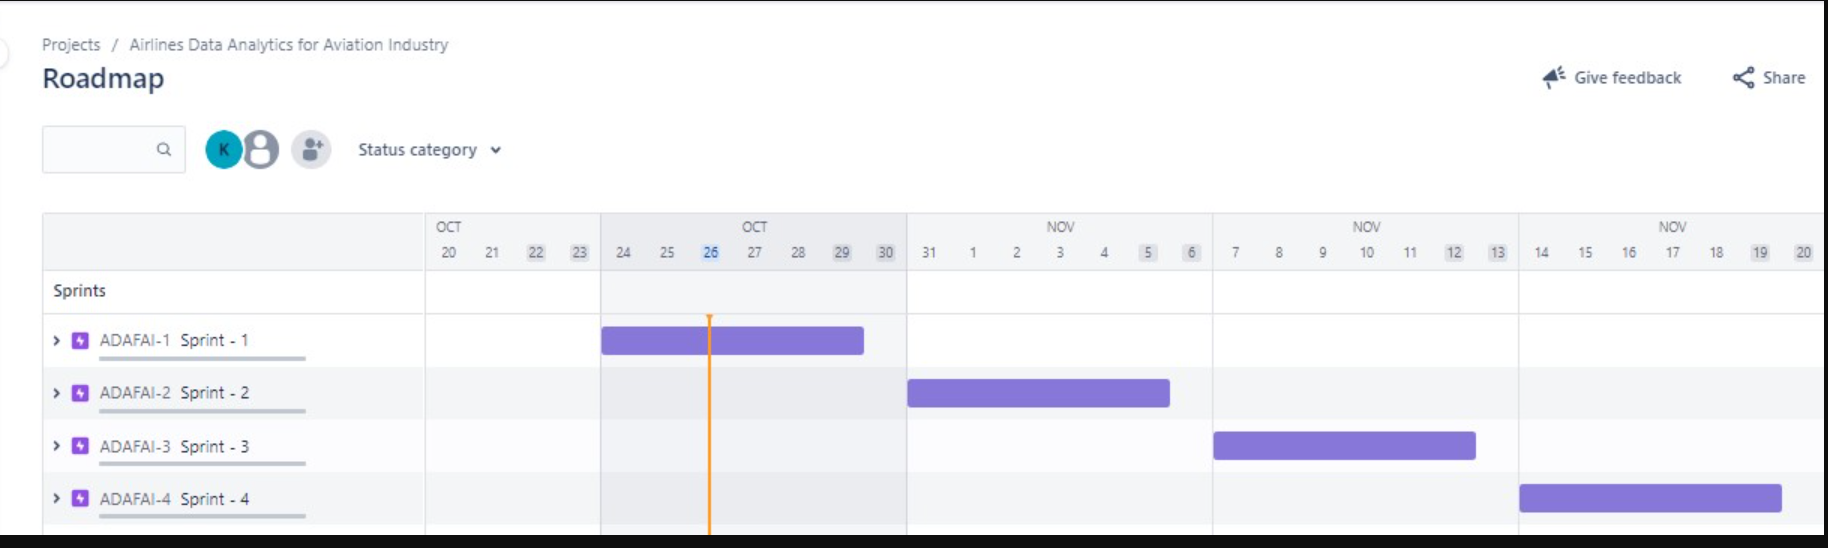 Projects / Airlines Data Analytics for Aviation Industry
Roadmap
Give feedback
Share
K
Status category
OCT OCT NOV NOV NOV
20 21 22 23 24 25 26 27 28 29 30 31 1 2 3 4 5 6 7 8 9 10 11 12 13 14 15 16 17 18 19 20
Sprints
ADAFAI-1 Sprint - 1
ADAFAI-2 Sprint - 2
ADAFAI-3 Sprint - 3
ADAFAI-4 Sprint - 4